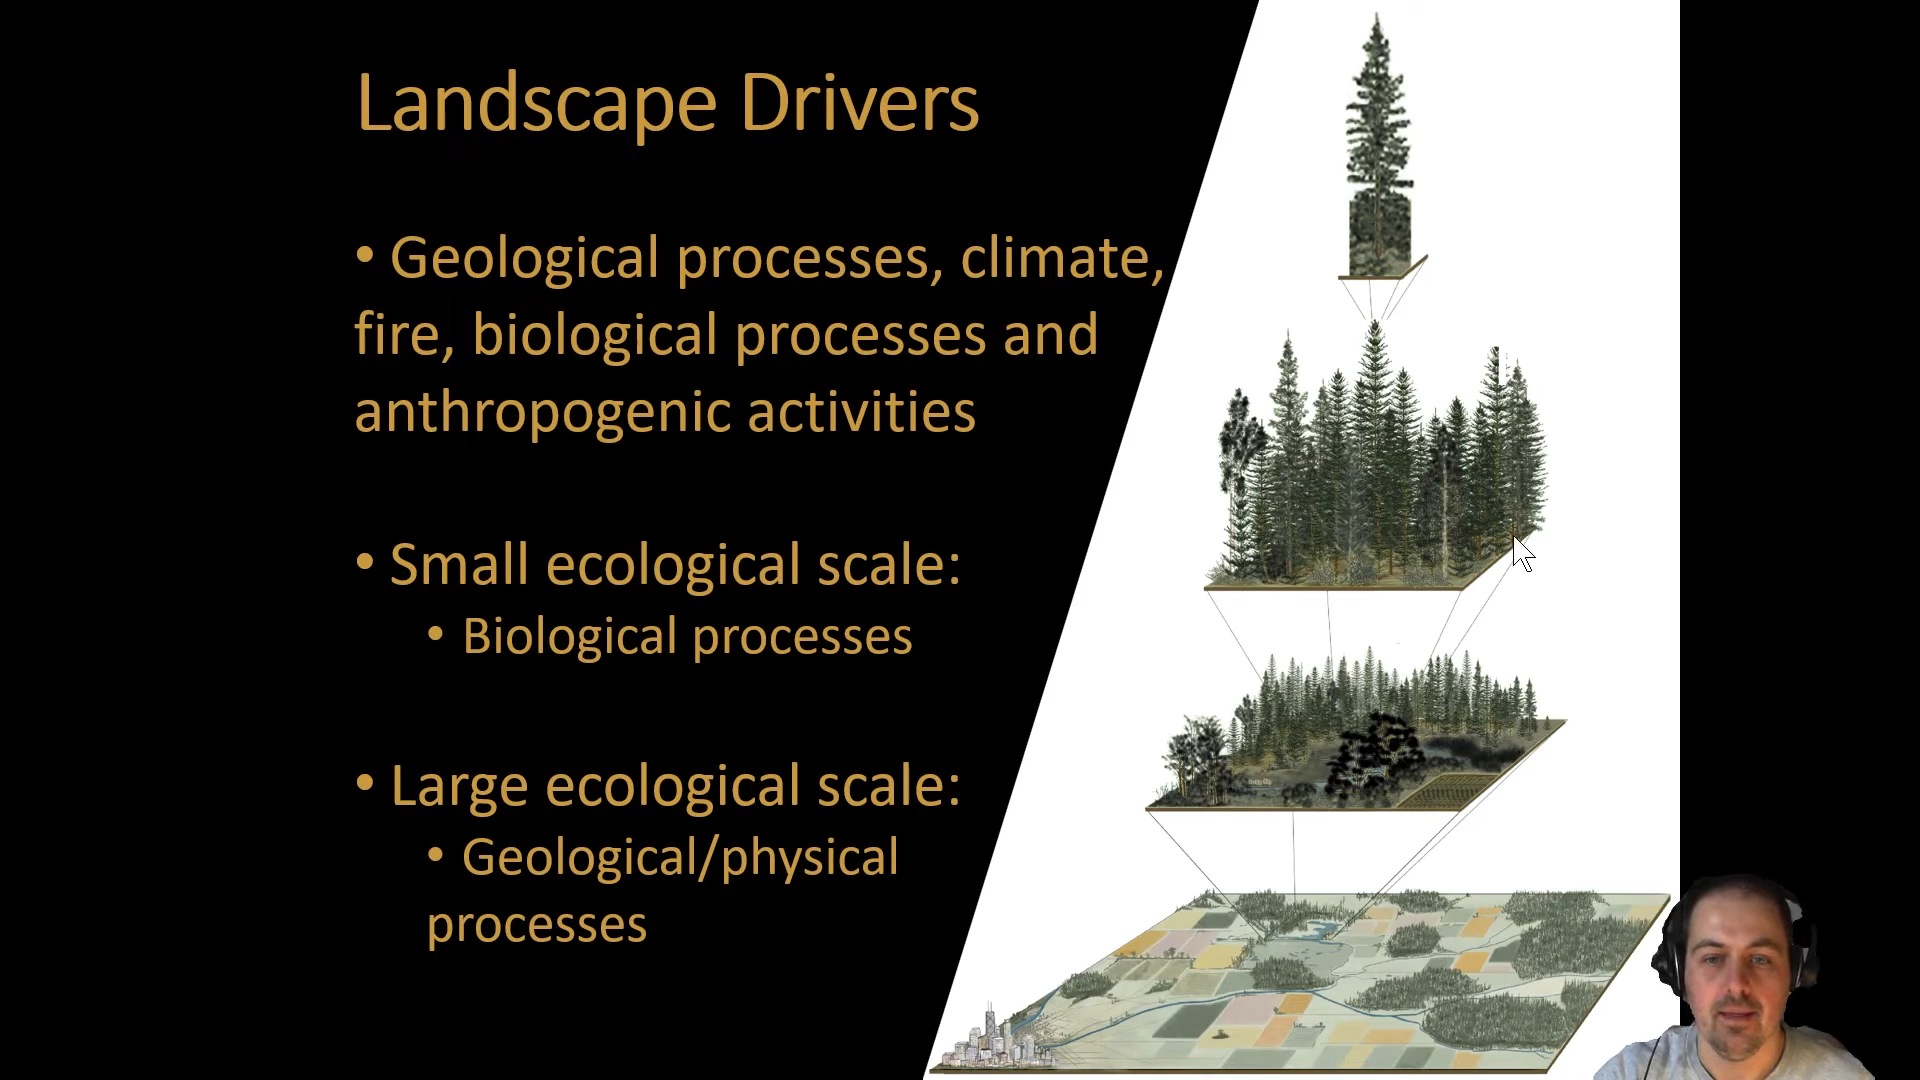 Landscape Drivers
• Geological processes, climate,
fire, biological processes and
anthropogenic activities
• Small ecological scale:
• Biological processes
• Large ecological scale:
• Geological/physical
processes